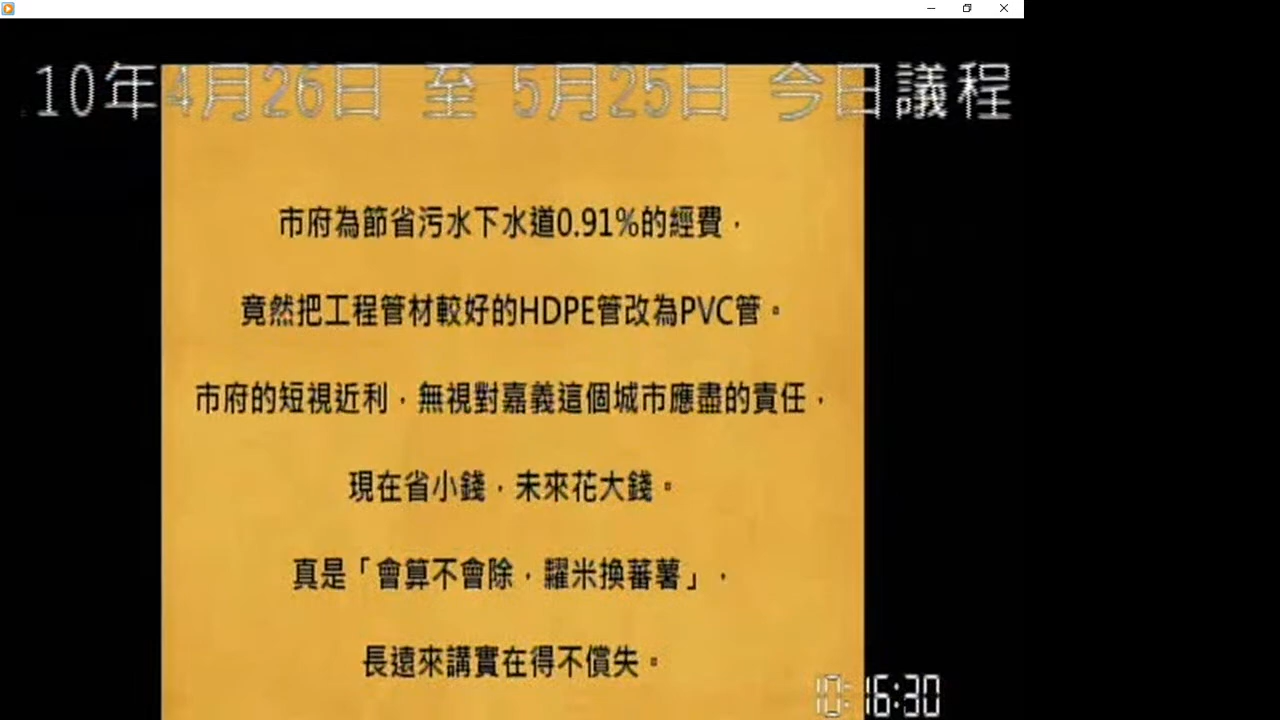 10年4月26日 至 5月25日 今日議程
市府為節省污水下水道0.91%的經費，
竟然把工程管材較好的HDPE管改為PVC管。
市府的短視近利，無視對嘉義這個城市應盡的責任，
現在省小錢，未來花大錢。
真是「會算不會除，糶米換蕃薯」，
長遠來講實在得不償失。
10:16:30